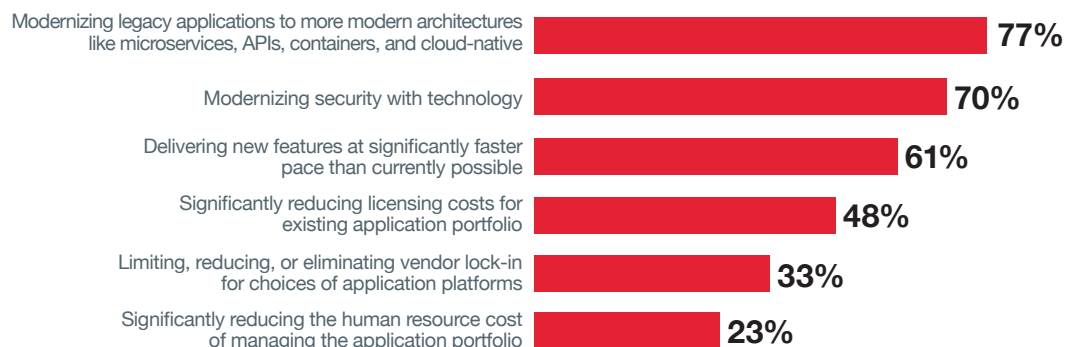 Modernizing legacy applications to more modern architectures
like microservices, APIs, containers, and cloud-native
77%
Modernizing security with technology
70%
Delivering new features at significantly faster
pace than currently possible
61%
Significantly reducing licensing costs for
existing application portfolio
48%
Limiting, reducing, or eliminating vendor lock-in
for choices of application platforms
33%
Significantly reducing the human resource cost
of managing the application portfolio
23%